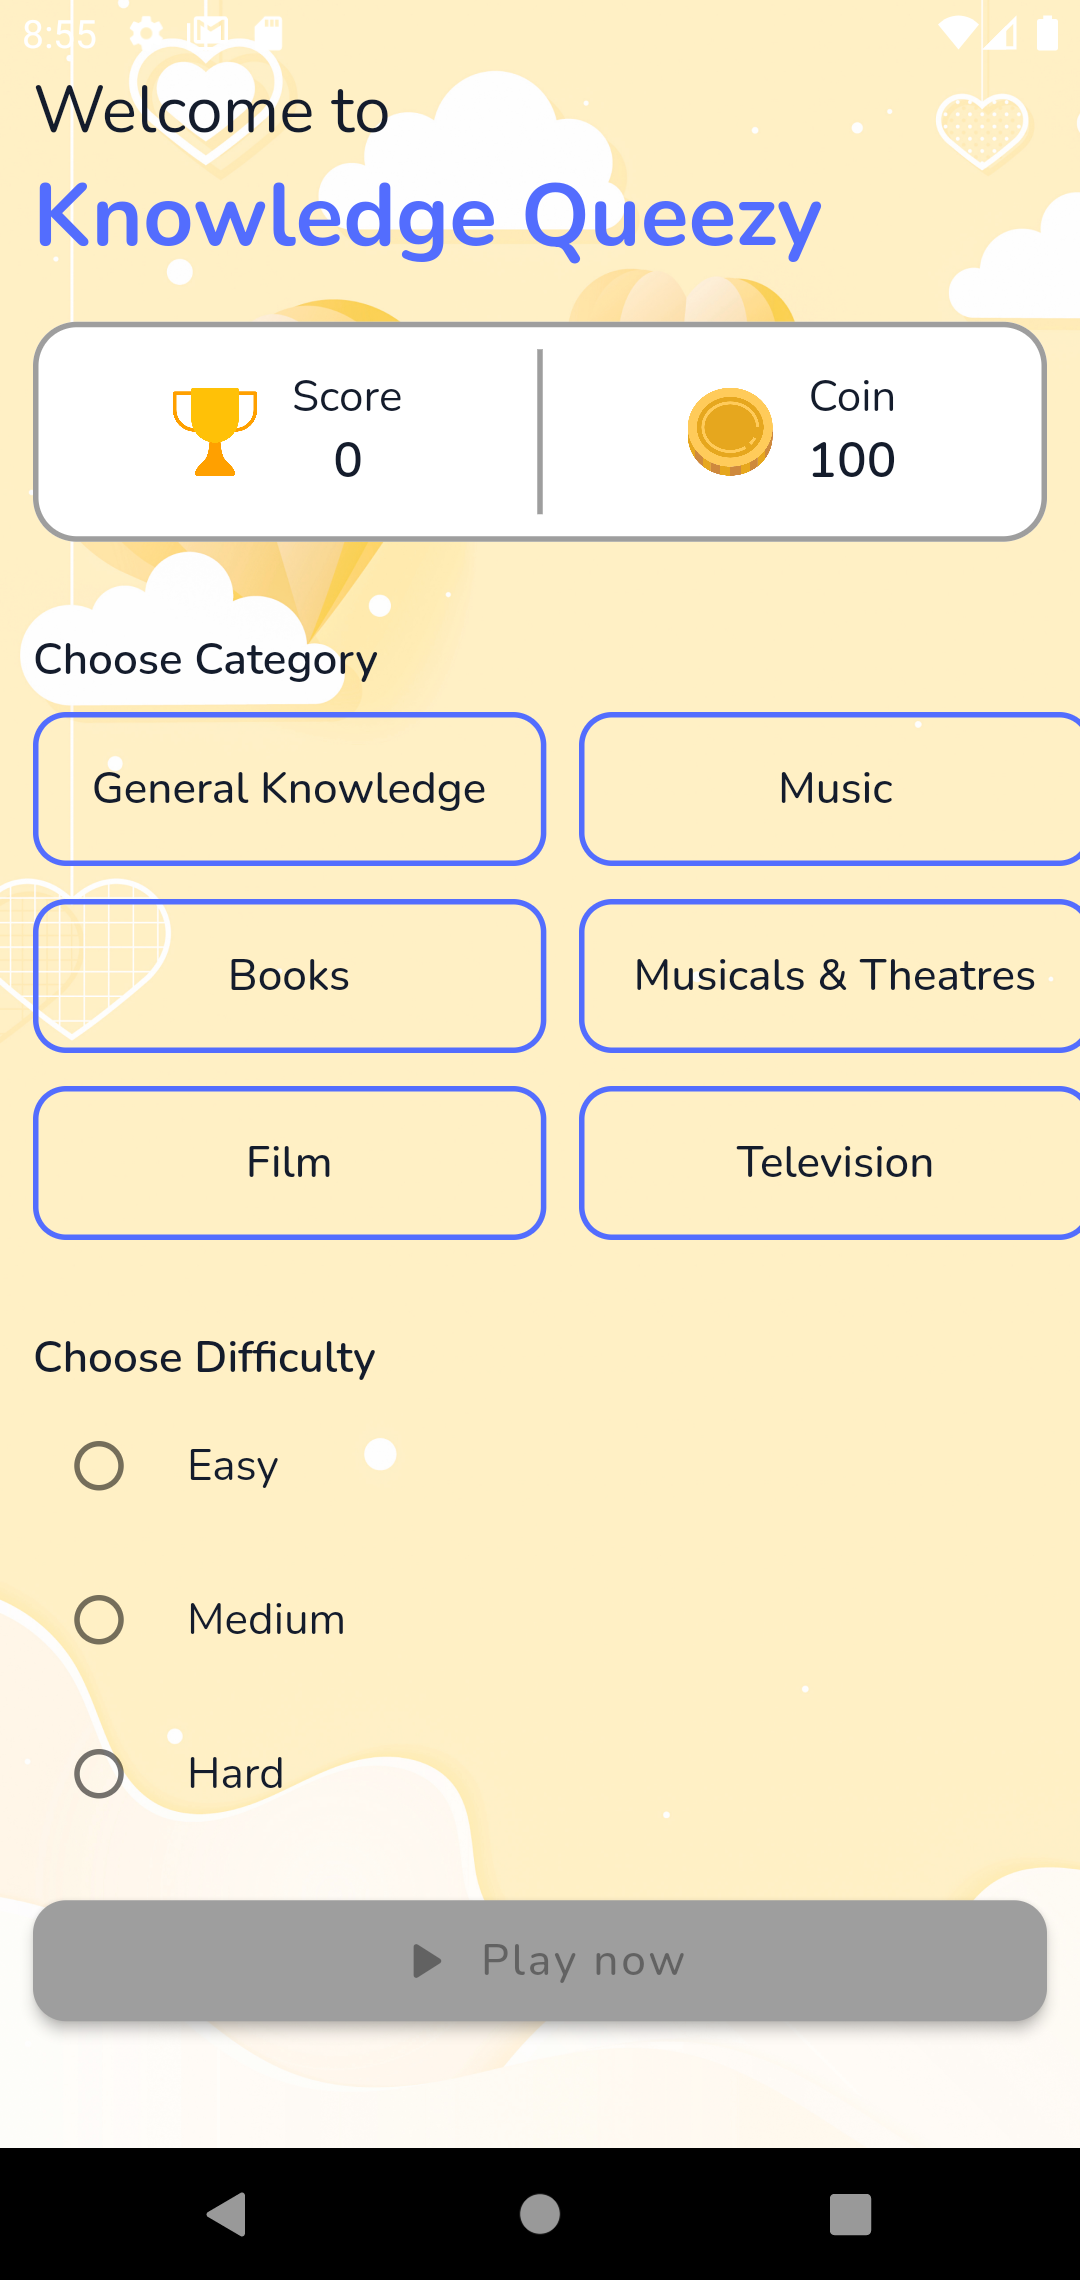 8:55
Welcome to
Knowledge Queezy
Score
0
Coin
100
Choose Category
General Knowledge
Music
Books
Musicals & Theatres
Film
Television
Choose Difficulty
Easy
Medium
Hard
Play now